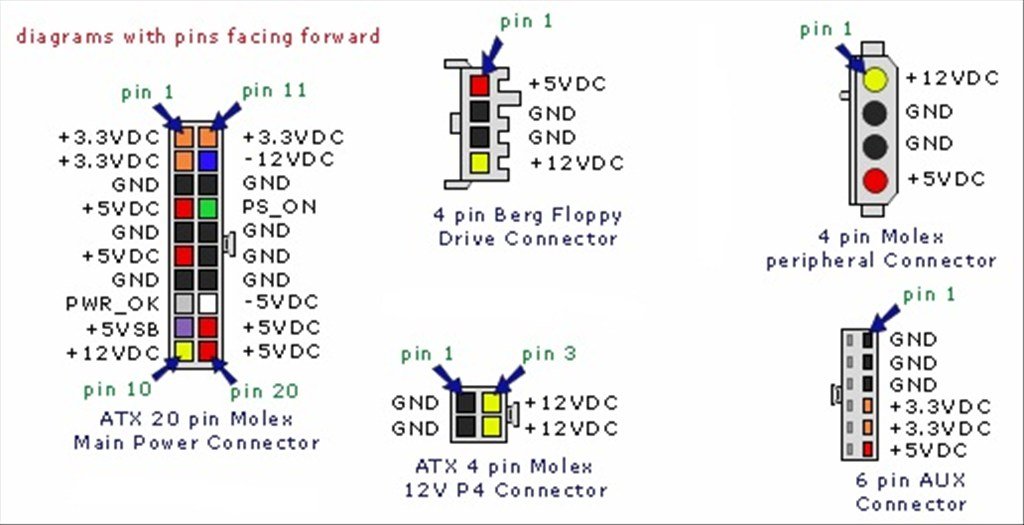 diagrams with pins facing forward
pin 1
pin 11
+3.3VDC
+3.3VDC
+3.3VDC
-12VDC
GND
GND
+5VDC
PS_ON
GND
GND
+5VDC
GND
GND
GND
PWR_OK
-5VDC
+5VSB
+5VDC
+12VDC
+5VDC
pin 10
pin 20
ATX 20 pin Molex
Main Power Connector
pin 1
+5VDC
GND
GND
+12VDC
4 pin Berg Floppy
Drive Connector
pin 1
+12VDC
GND
GND
+5VDC
4 pin Molex
peripheral Connector
pin 1
pin 3
GND
+12VDC
GND
+12VDC
ATX 4 pin Molex
12V P4 Connector
pin 1
GND
GND
GND
+3.3VDC
+3.3VDC
+5VDC
6 pin AUX
Connector